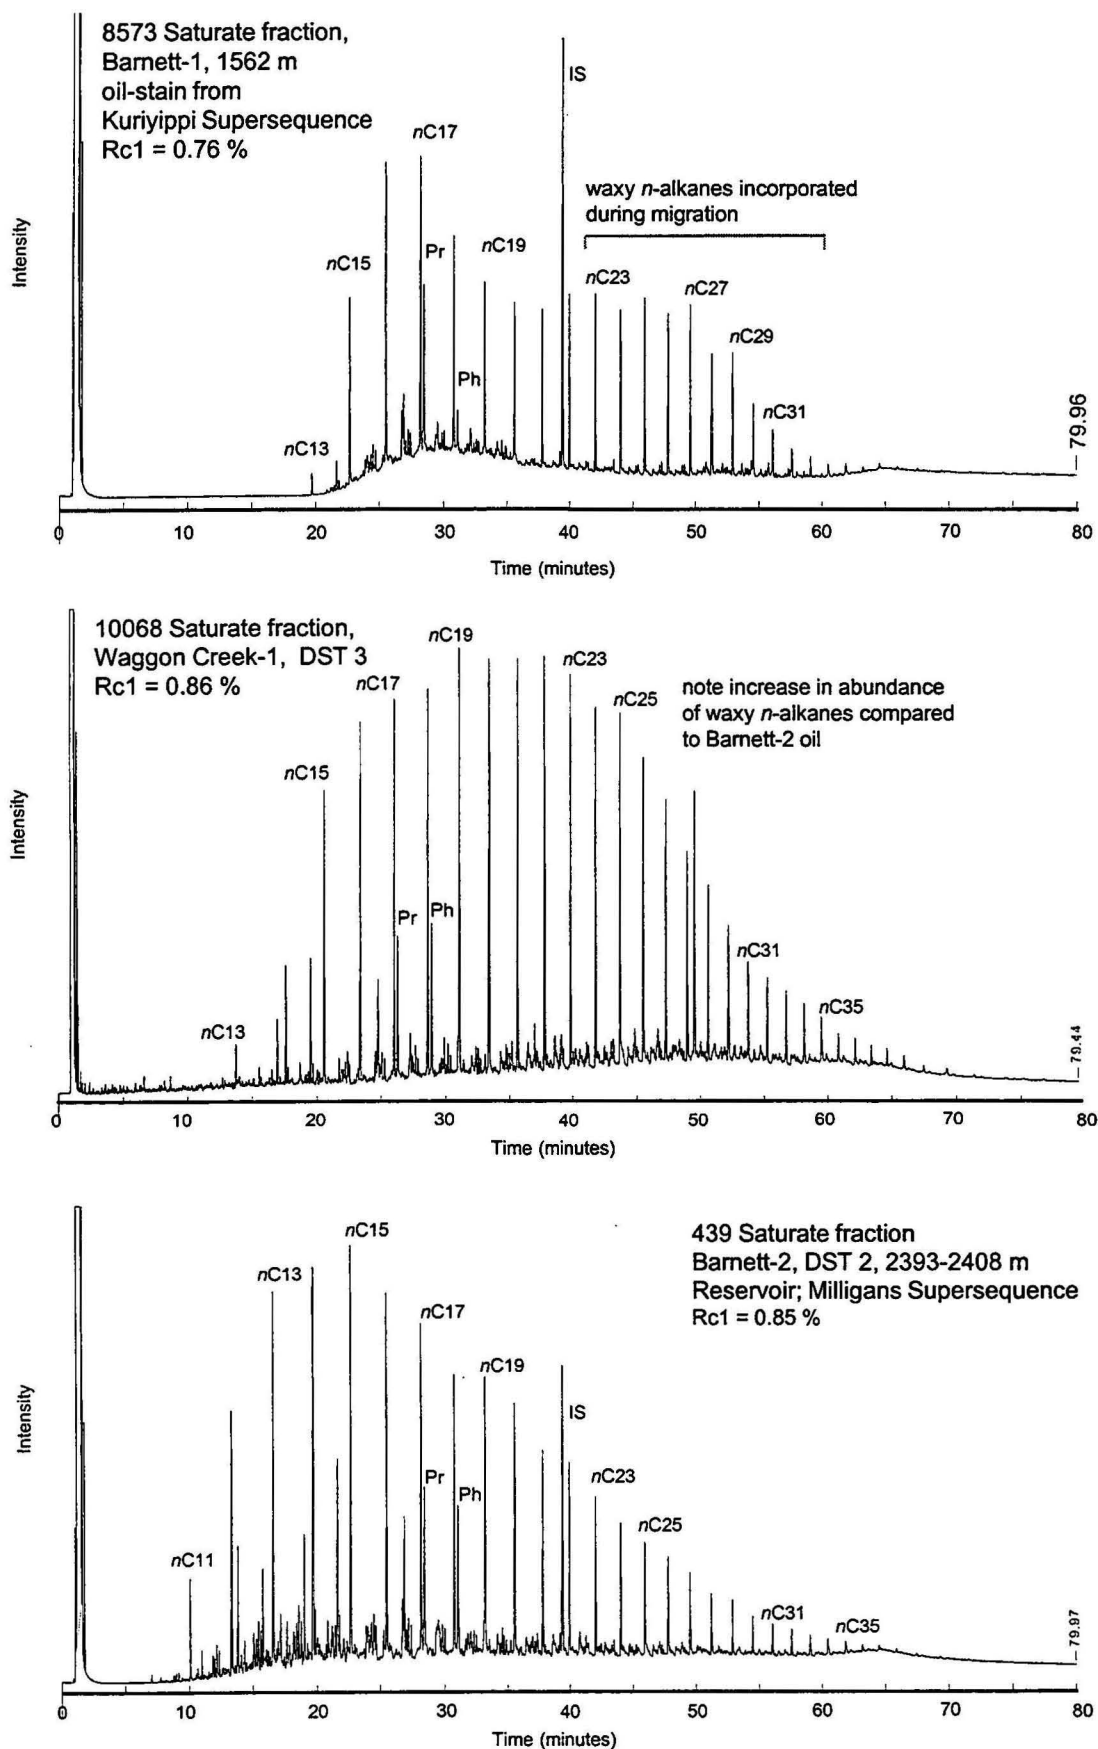 8573 Saturate fraction,
Barnett-1, 1562 m
oil-stain from
Kuriyippi Supersequence
Rc1 = 0.76 %
IS
nC17
waxy n-alkanes incorporated
during migration
Pr
nC19
nC15
nC23
nC27
nC29
Ph
nC31
nC13
79.96
Intensity
0 10 20 30 40 50 60 70 80
Time (minutes)
10068 Saturate fraction,
Waggon Creek-1, DST 3
Rc1 = 0.86 %
nC19
nC23
nC17
nC25
note increase in abundance
of waxy n-alkanes compared
to Barnett-2 oil
nC15
Pr
Ph
nC31
nC35
nC13
79.44
Intensity
0 10 20 30 40 50 60 70 80
Time (minutes)
439 Saturate fraction
Barnett-2, DST 2, 2393-2408 m
Reservoir; Milligans Supersequence
Rc1 = 0.85 %
nC15
nC13
nC17
nC19
IS
Pr
Ph
nC23
nC25
nC11
nC31
nC35
79.97
Intensity
0 10 20 30 40 50 60 70 80
Time (minutes)